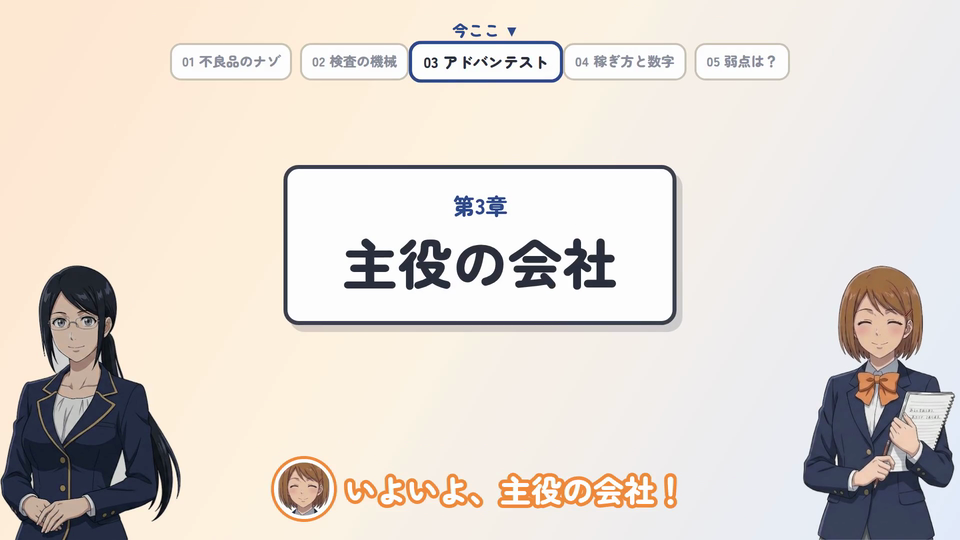 今ここ ▼
01 不良品のナゾ
02 検査の機械
03 アドバンテスト
04 稼ぎ方と数字
05 弱点は？
第3章
主役の会社
いよいよ、主役の会社！